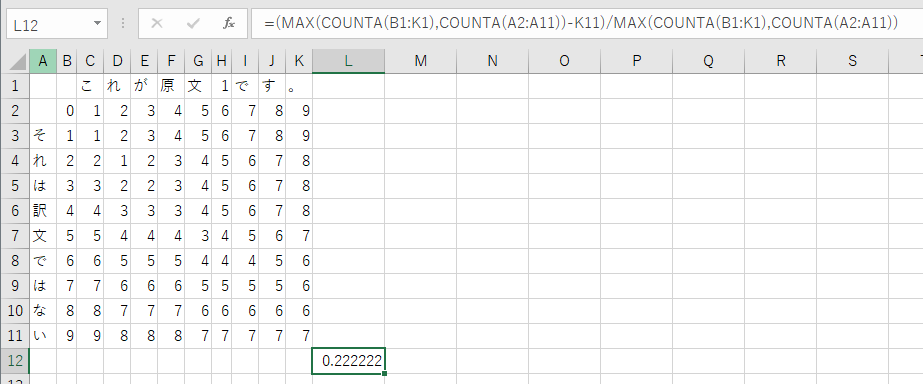 L12 fx =(MAX(COUNTA(B1:K1),COUNTA(A2:A11))-K11)/MAX(COUNTA(B1:K1),COUNTA(A2:A11))
A B C D E F G H I J K L M N O P Q R S
1 こ れ が 原 文 1 で す 。
2 0 1 2 3 4 5 6 7 8 9
3 そ 1 1 2 3 4 5 6 7 8 9
4 れ 2 2 1 2 3 4 5 6 7 8
5 は 3 3 2 2 3 4 5 6 7 8
6 訳 4 4 3 3 3 4 5 6 7 8
7 文 5 5 4 4 4 3 4 5 6 7
8 で 6 6 5 5 5 4 4 4 5 6
9 は 7 7 6 6 6 5 5 5 5 6
10 な 8 8 7 7 7 6 6 6 6 6
11 い 9 9 8 8 8 7 7 7 7 7
12 0.222222